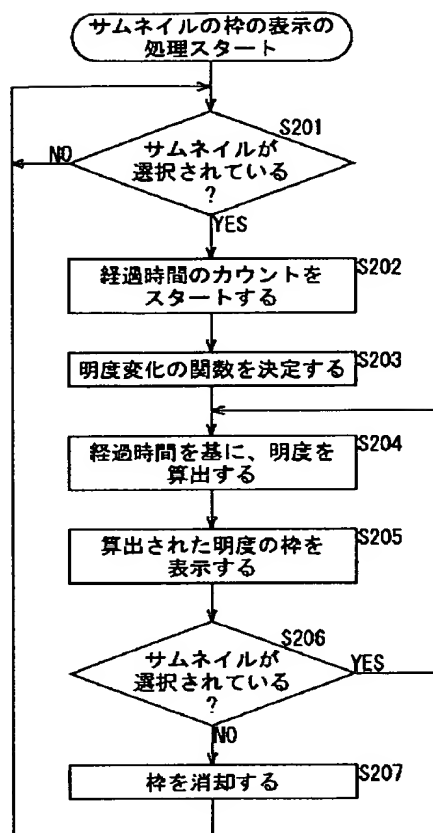 サムネイルの枠の表示の
処理スタート
S201
NO
サムネイルが
選択されている
?
YES
経過時間のカウントを
スタートする
S202
明度変化の関数を決定する
S203
経過時間を基に、明度を
算出する
S204
算出された明度の枠を
表示する
S205
S206
サムネイルが
選択されている
?
YES
NO
枠を消却する
S207